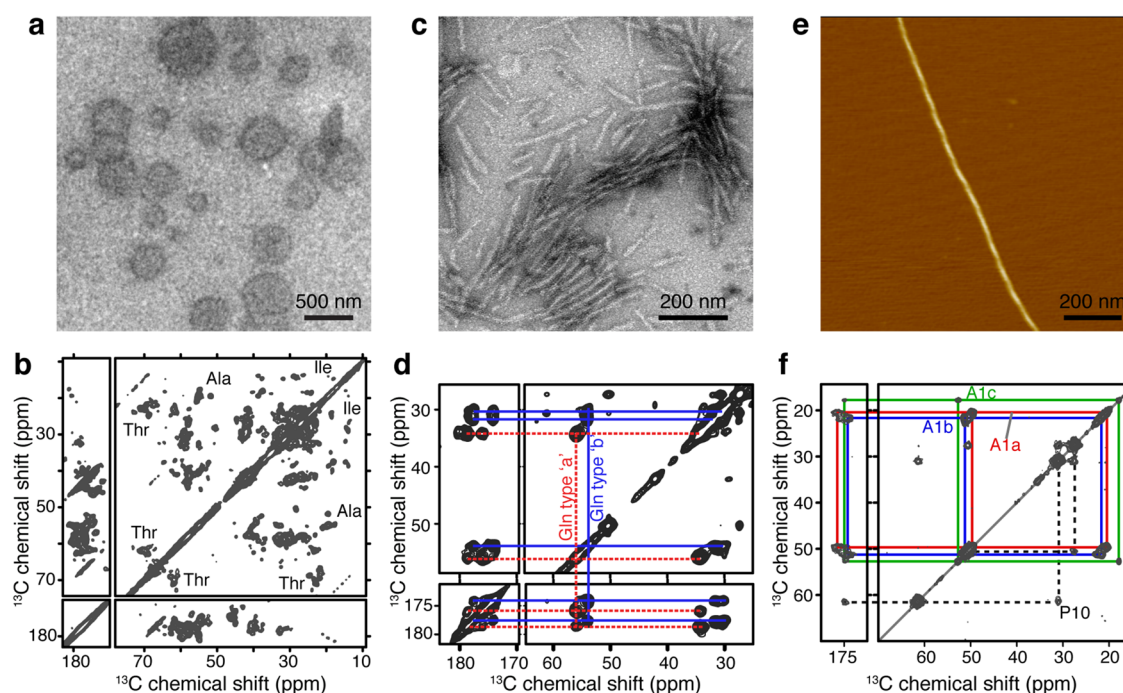 a
c
e
500 nm
200 nm
200 nm
b
Ala
Ile
Ile
Thr
Ala
Thr
Thr
Thr
30
50
70
180
180
70
50
30
10
13C chemical shift (ppm)
13C chemical shift (ppm)
d
30
40
50
175
180
180
170
60
50
40
30
Gln type 'a'
Gln type 'b'
13C chemical shift (ppm)
13C chemical shift (ppm)
f
A1c
A1b
A1a
P10
20
30
40
50
60
175
60
50
40
30
20
13C chemical shift (ppm)
13C chemical shift (ppm)